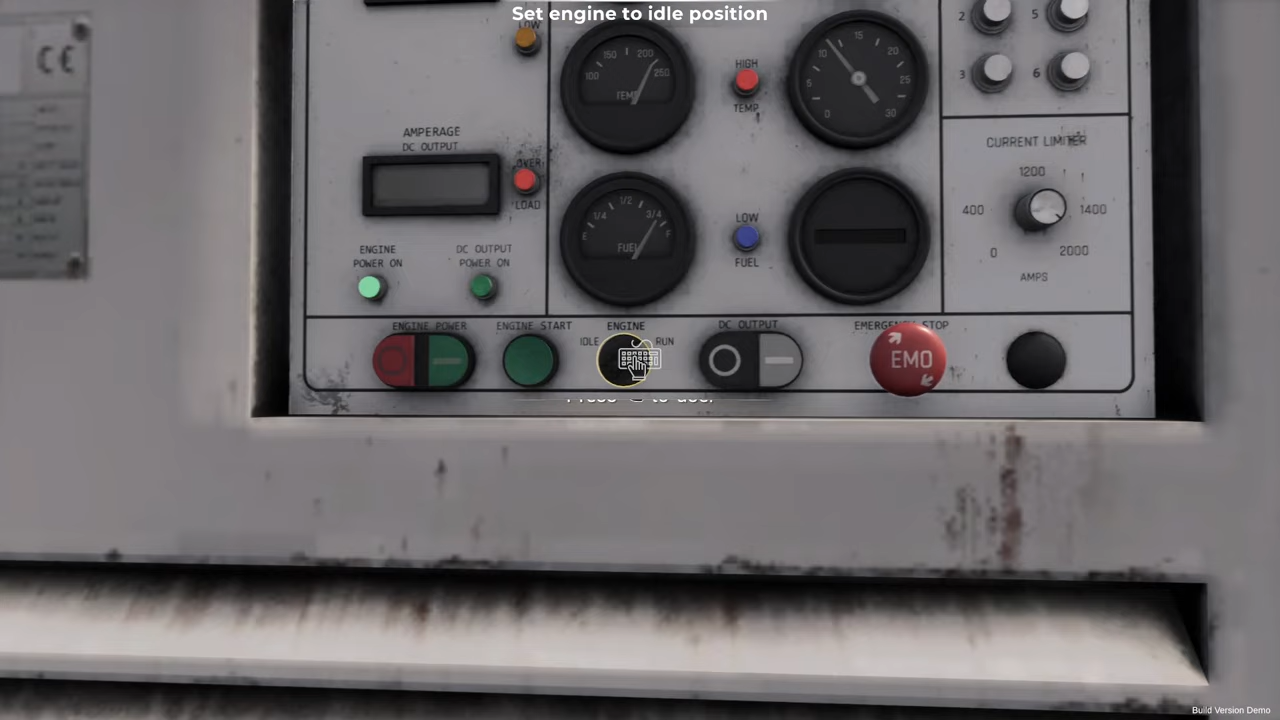 Set engine to idle position
CE
LOW
100 150 200 250
TEMP
HIGH
TEMP
0 5 10 15 20 25 30
2 5
3 6
AMPERAGE
DC OUTPUT
OVER
LOAD
E 1/4 1/2 3/4 F
FUEL
LOW
FUEL
CURRENT LIMITER
1200
400 1400
0 2000
AMPS
ENGINE
POWER ON
DC OUTPUT
POWER ON
ENGINE POWER
ENGINE START
ENGINE
IDLE RUN
DC OUTPUT
EMERGENCY STOP
EMO
Build Version Demo